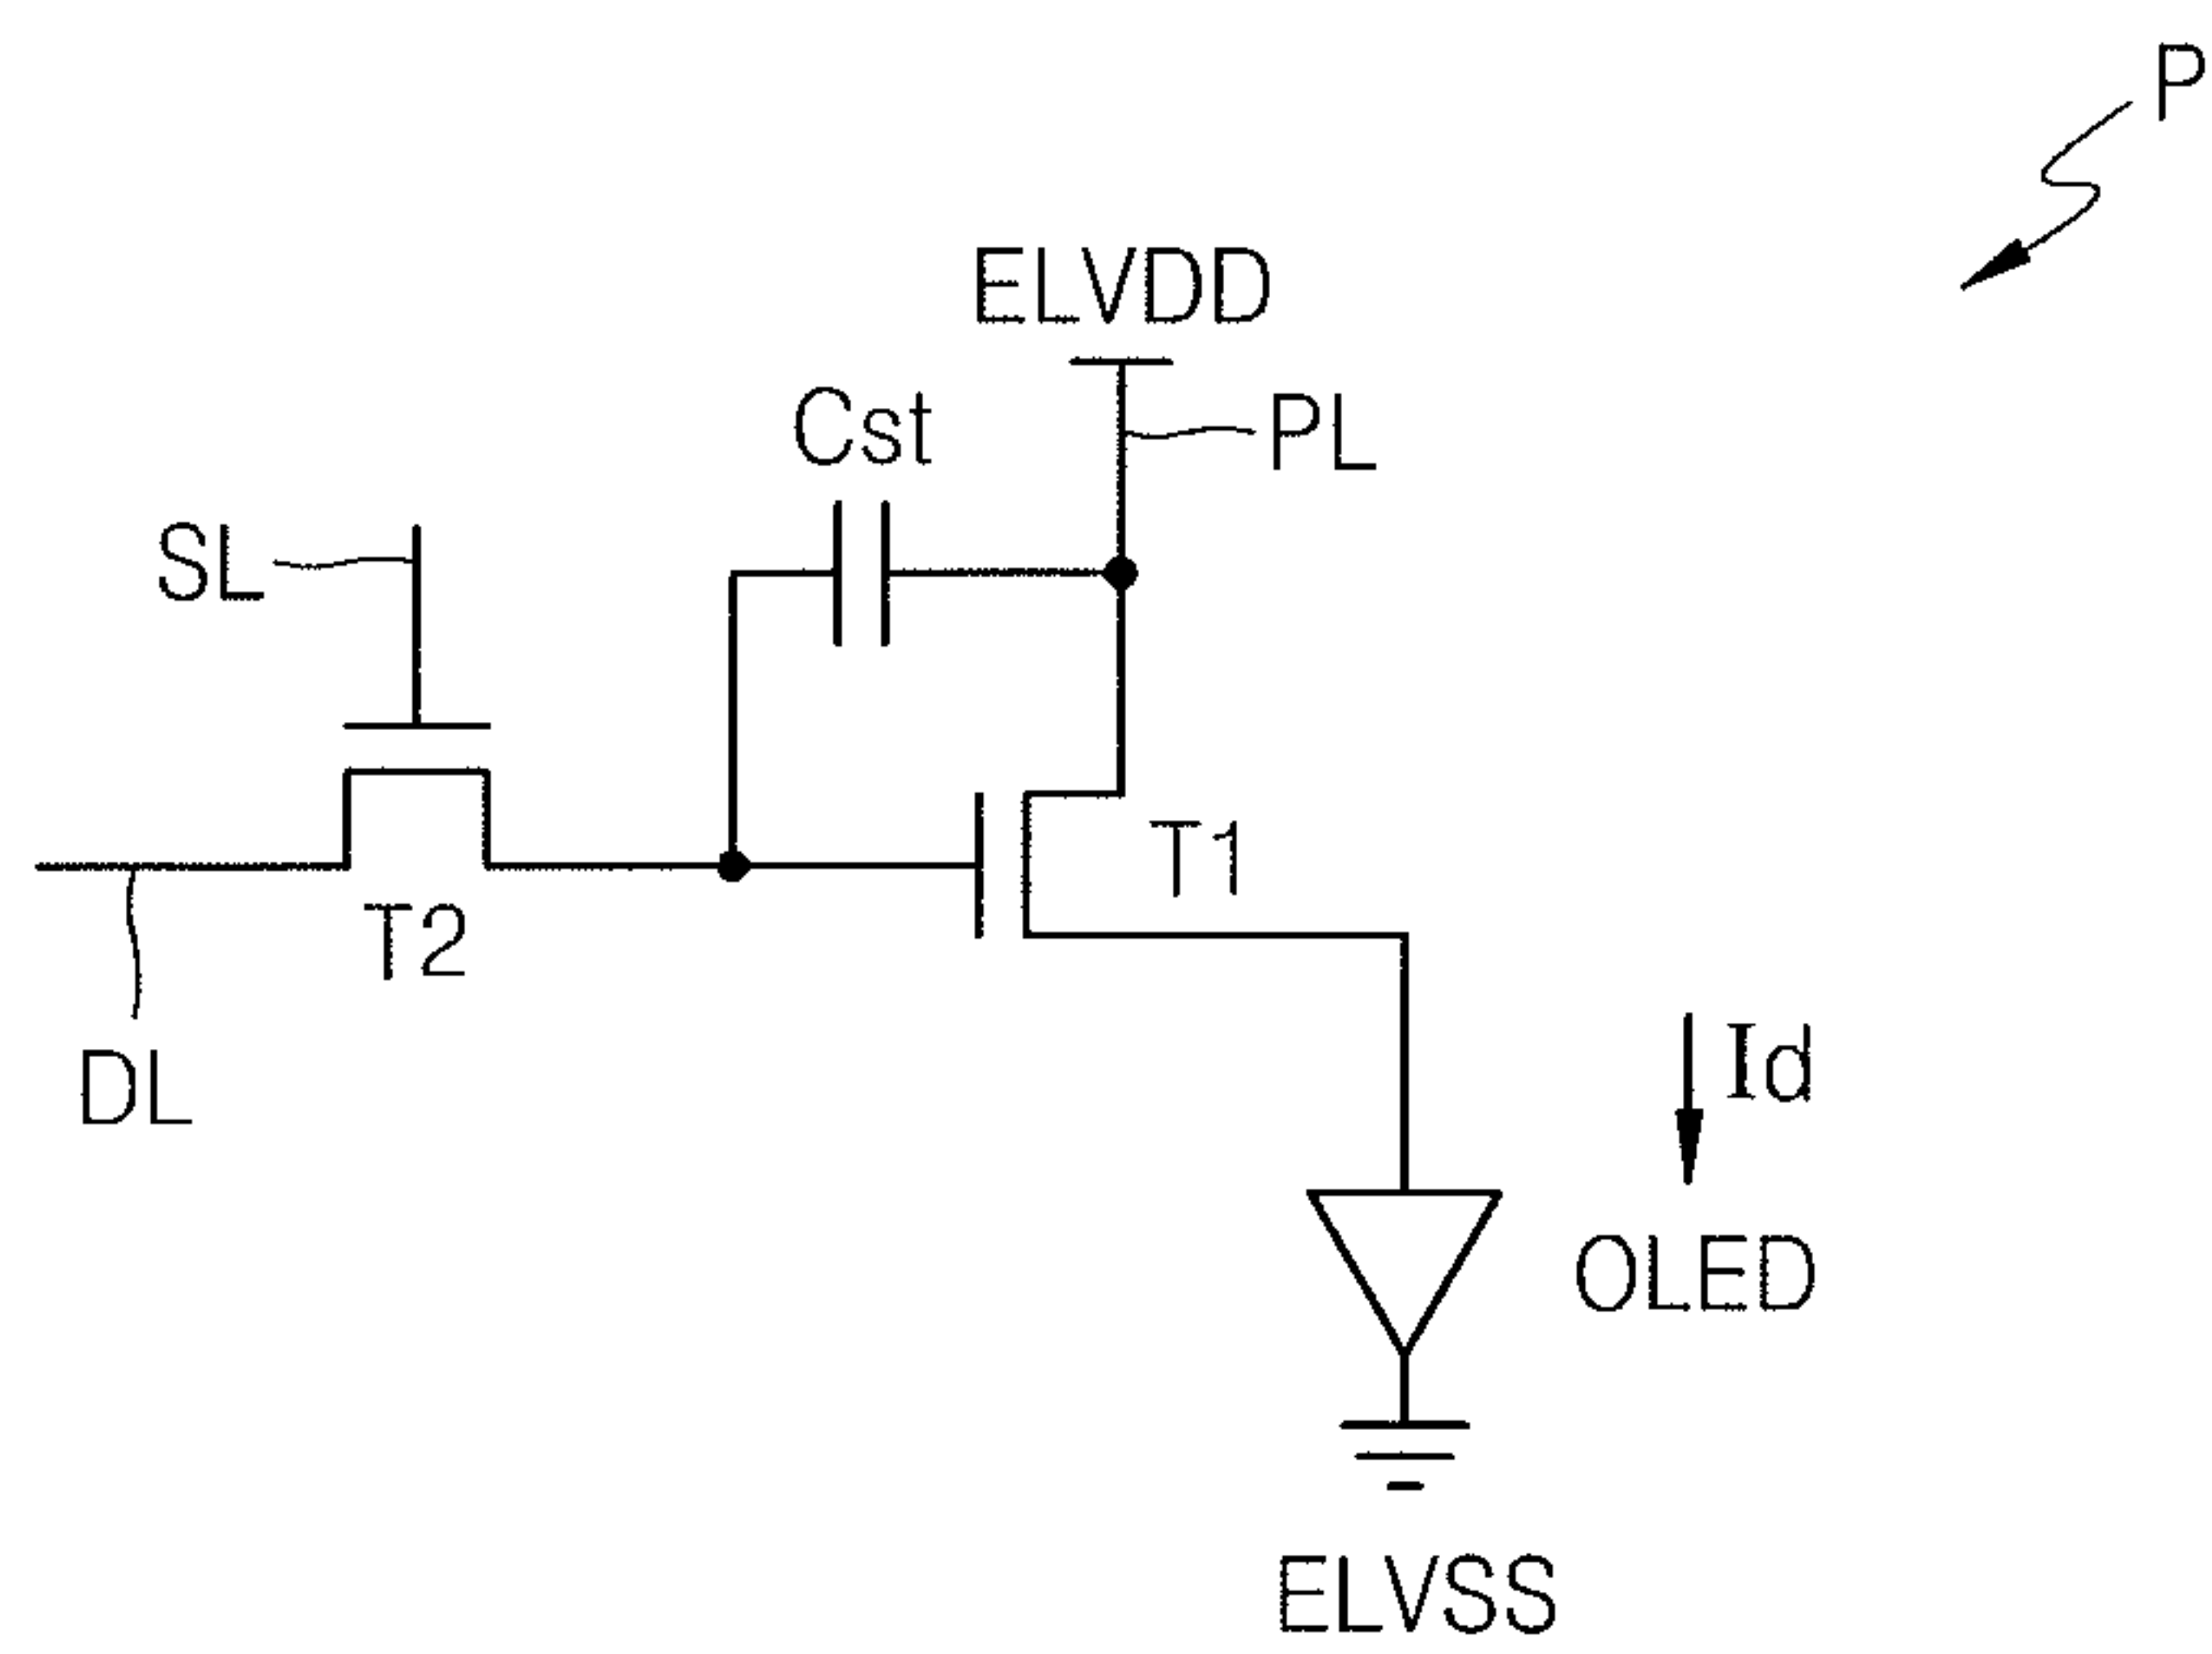 P
ELVDD
Cst
PL
SL
T1
T2
DL
Id
OLED
ELVSS